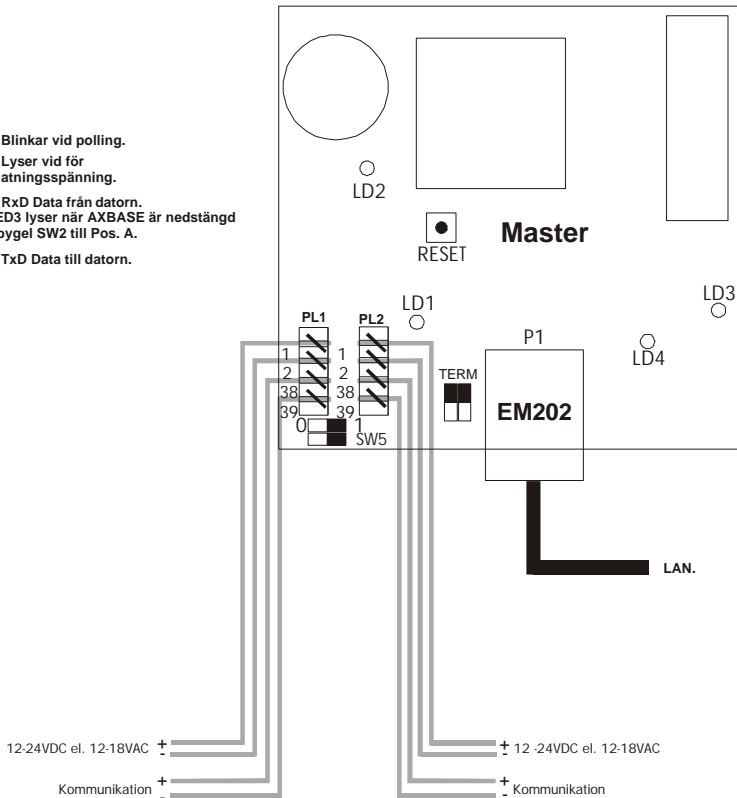 Blinkar vid polling.
Lyser vid för
atningsspänning.
RxD Data från datorn.
ED3 lyser när AXBASE är nedstängd
bygel SW2 till Pos. A.
TxD Data till datorn.
LD2
RESET
Master
LD1
LD3
LD4
PL1
PL2
1
2
38
39
1
2
38
39
0
1
SW5
TERM
P1
EM202
LAN.
12-24VDC el. 12-18VAC + -
Kommunikation + -
+ - 12 -24VDC el. 12-18VAC
+ - Kommunikation